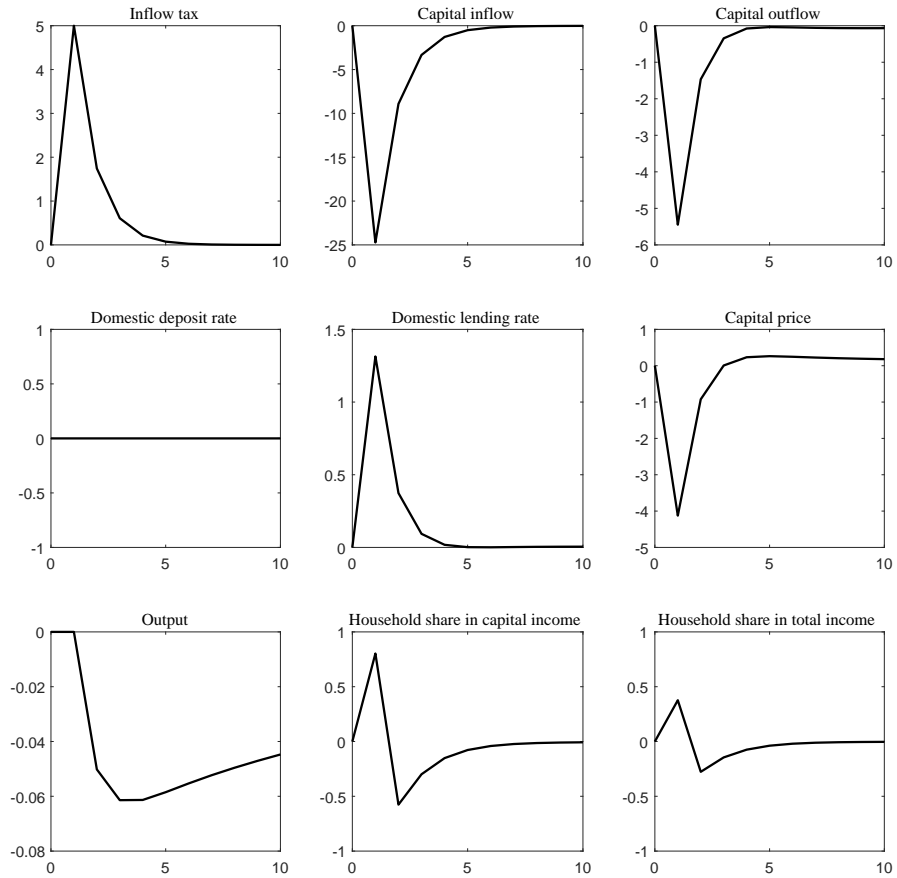 Inflow tax
5
4
3
2
1
0
0 5 10
Capital inflow
0
-5
-10
-15
-20
-25
0 5 10
Capital outflow
0
-1
-2
-3
-4
-5
-6
0 5 10
Domestic deposit rate
1
0.5
0
-0.5
-1
0 5 10
Domestic lending rate
1.5
1
0.5
0
0 5 10
Capital price
1
0
-1
-2
-3
-4
-5
0 5 10
Output
0
-0.02
-0.04
-0.06
-0.08
0 5 10
Household share in capital income
1
0.5
0
-0.5
-1
0 5 10
Household share in total income
1
0.5
0
-0.5
-1
0 5 10